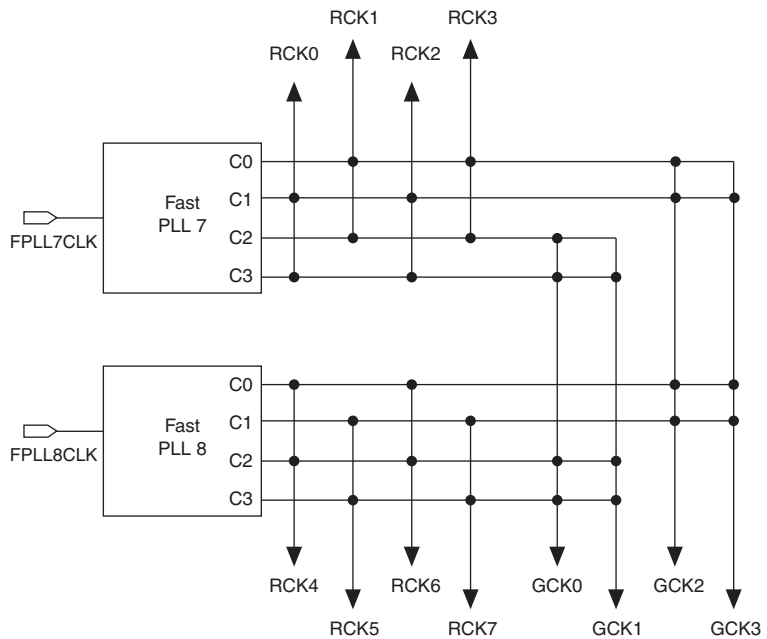 RCK1
RCK3
RCK0
RCK2
C0
C1
Fast
PLL 7
C2
FPLL7CLK
C3
C0
C1
Fast
PLL 8
C2
FPLL8CLK
C3
RCK4
RCK6
GCK0
GCK2
RCK5
RCK7
GCK1
GCK3